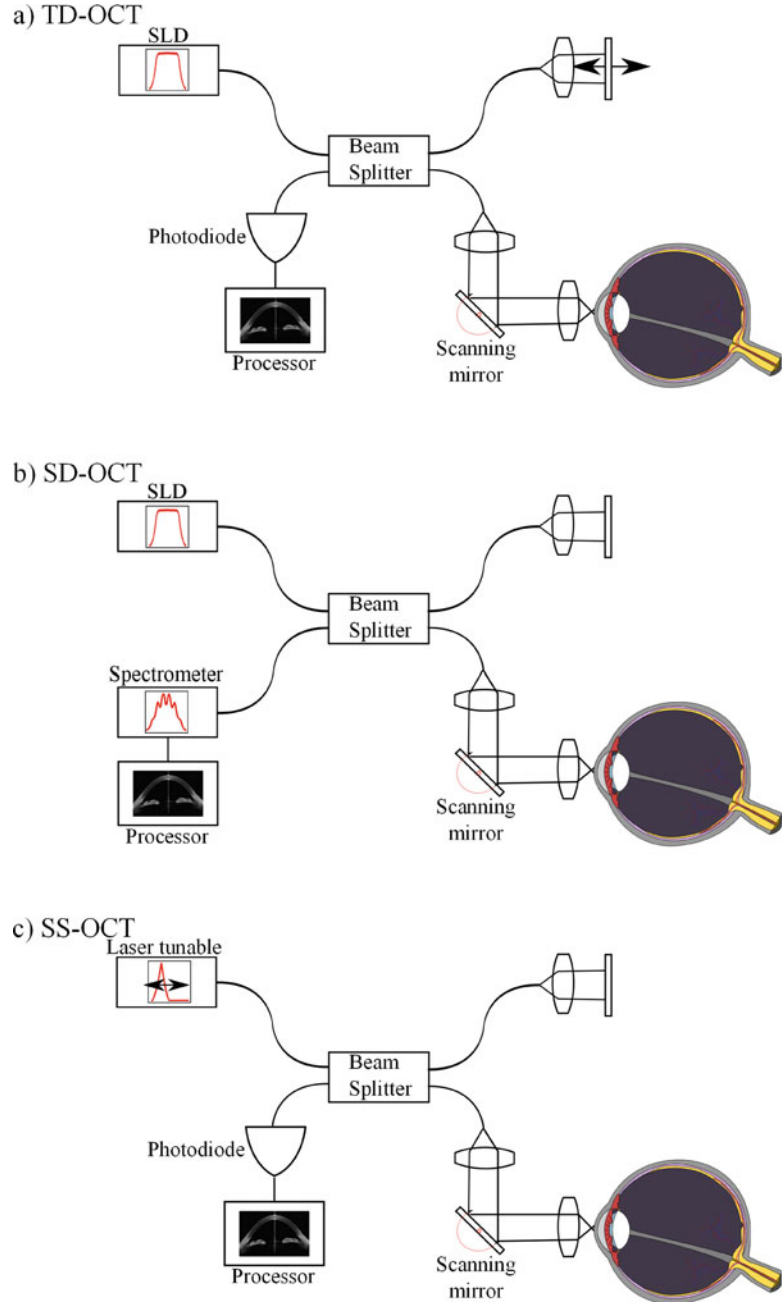 a) TD-OCT
SLD
Beam
Splitter
Photodiode
Processor
Scanning
mirror
b) SD-OCT
SLD
Beam
Splitter
Spectrometer
Processor
Scanning
mirror
c) SS-OCT
Laser tunable
Beam
Splitter
Photodiode
Processor
Scanning
mirror